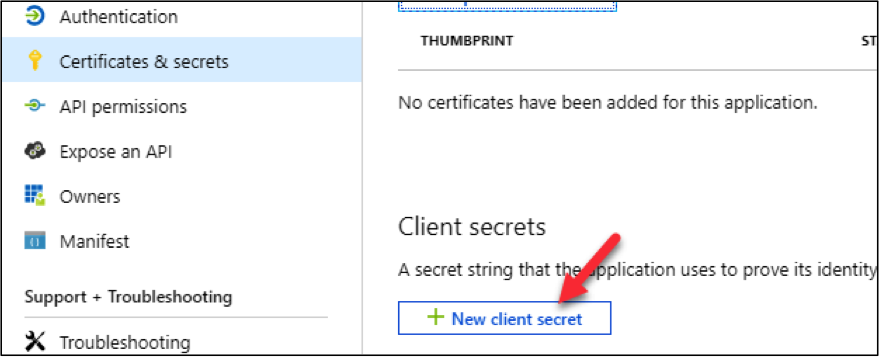 Authentication
Certificates & secrets
API permissions
Expose an API
Owners
Manifest
Support + Troubleshooting
Troubleshooting
THUMBPRINT
ST
No certificates have been added for this application.
Client secrets
A secret string that the application uses to prove its identity
New client secret